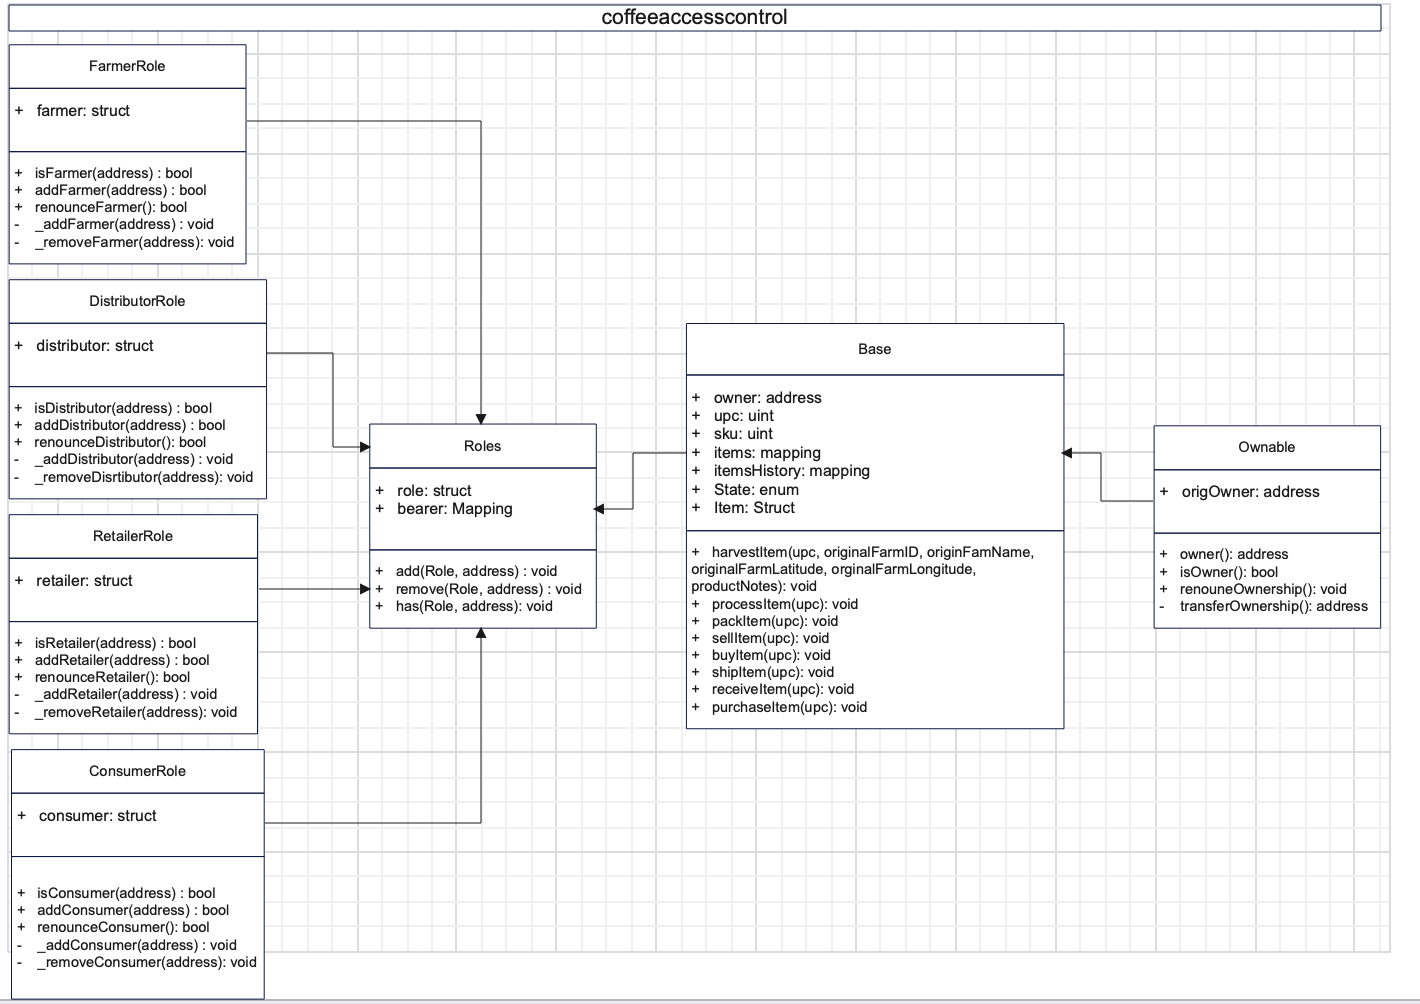 coffeeaccesscontrol
FarmerRole
+ farmer: struct
+ isFarmer(address) : bool
+ addFarmer(address) : bool
+ renounceFarmer(): bool
- _addFarmer(address) : void
- _removeFarmer(address): void
DistributorRole
+ distributor: struct
+ isDistributor(address) : bool
+ addDistributor(address) : bool
+ renounceDistributor(): bool
- _addDistributor(address) : void
- _removeDisrtibutor(address): void
RetailerRole
+ retailer: struct
+ isRetailer(address) : bool
+ addRetailer(address) : bool
+ renounceRetailer(): bool
- _addRetailer(address) : void
- _removeRetailer(address): void
ConsumerRole
+ consumer: struct
+ isConsumer(address) : bool
+ addConsumer(address) : bool
+ renounceConsumer(): bool
- _addConsumer(address) : void
- _removeConsumer(address): void
Roles
+ role: struct
+ bearer: Mapping
+ add(Role, address) : void
+ remove(Role, address) : void
+ has(Role, address): void
Base
+ owner: address
+ upc: uint
+ sku: uint
+ items: mapping
+ itemsHistory: mapping
+ State: enum
+ Item: Struct
+ harvestItem(upc, originalFarmID, originFamName,
originalFarmLatitude, orginalFarmLongitude,
productNotes): void
+ processItem(upc): void
+ packItem(upc): void
+ sellItem(upc): void
+ buyItem(upc): void
+ shipItem(upc): void
+ receiveItem(upc): void
+ purchaseItem(upc): void
Ownable
+ origOwner: address
+ owner(): address
+ isOwner(): bool
+ renouneOwnership(): void
- transferOwnership(): address